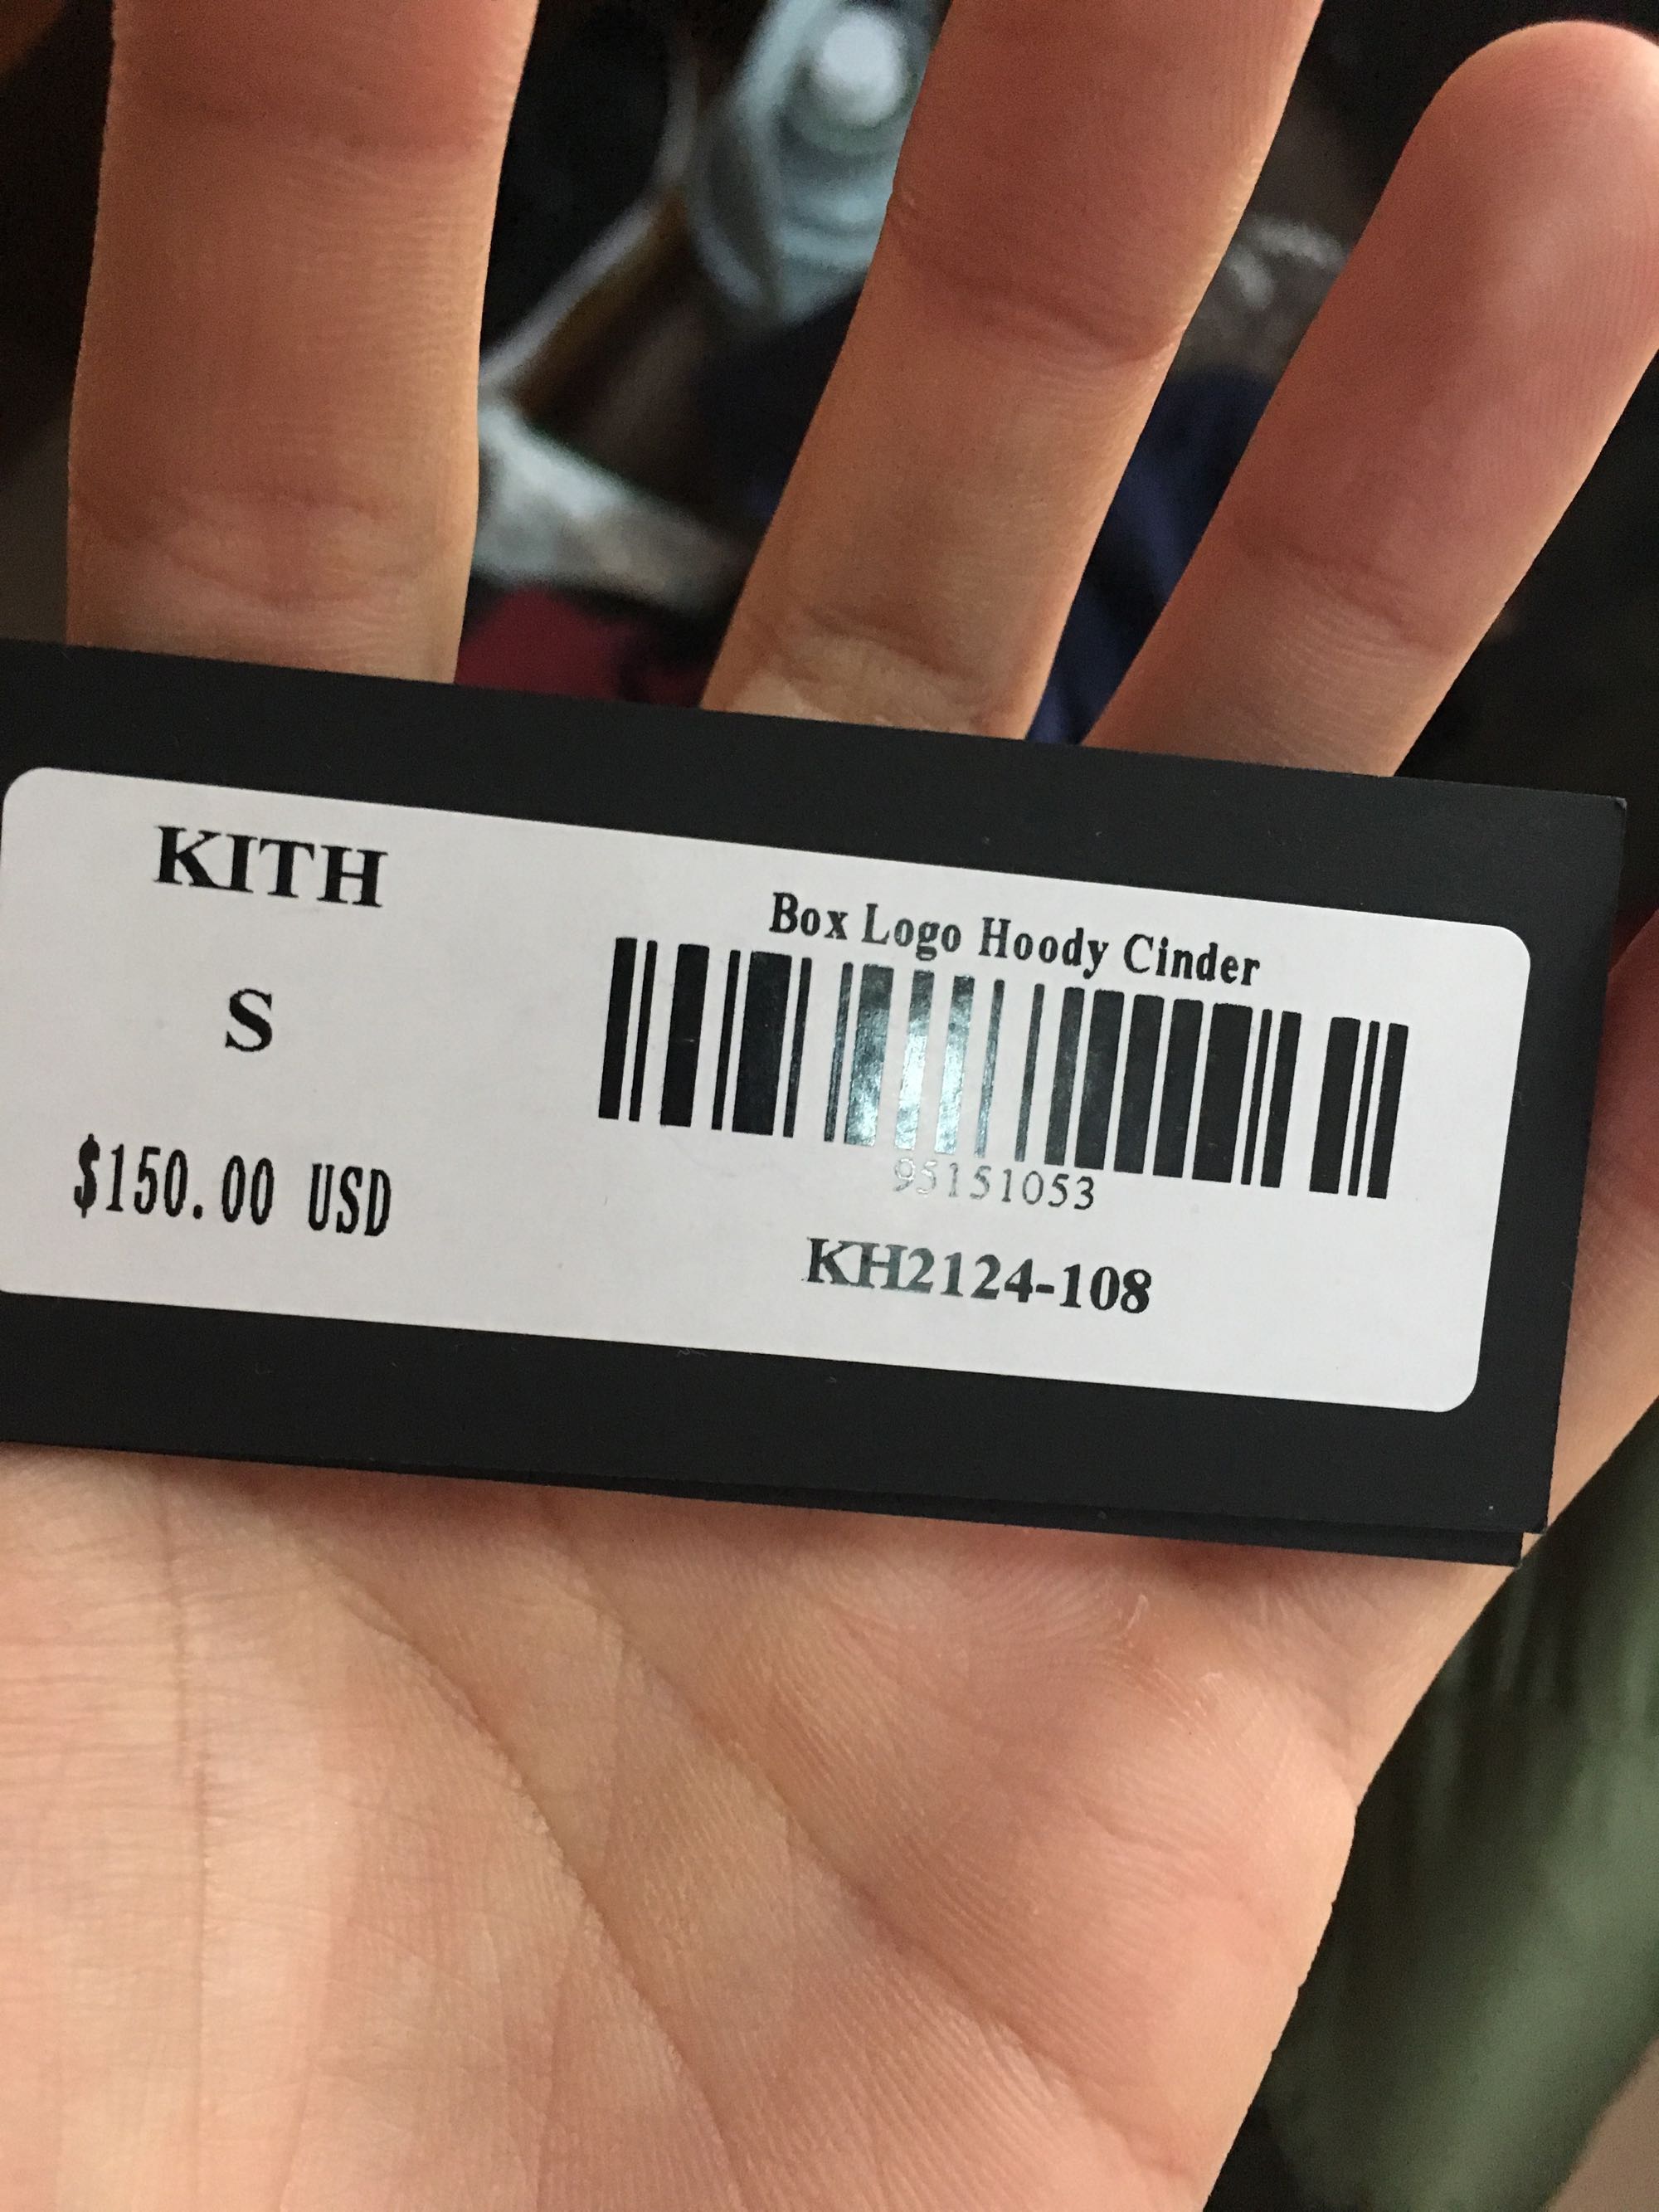 KITH
S
$150.00 USD
Box Logo Hoody Cinder
95151053
KH2124-108